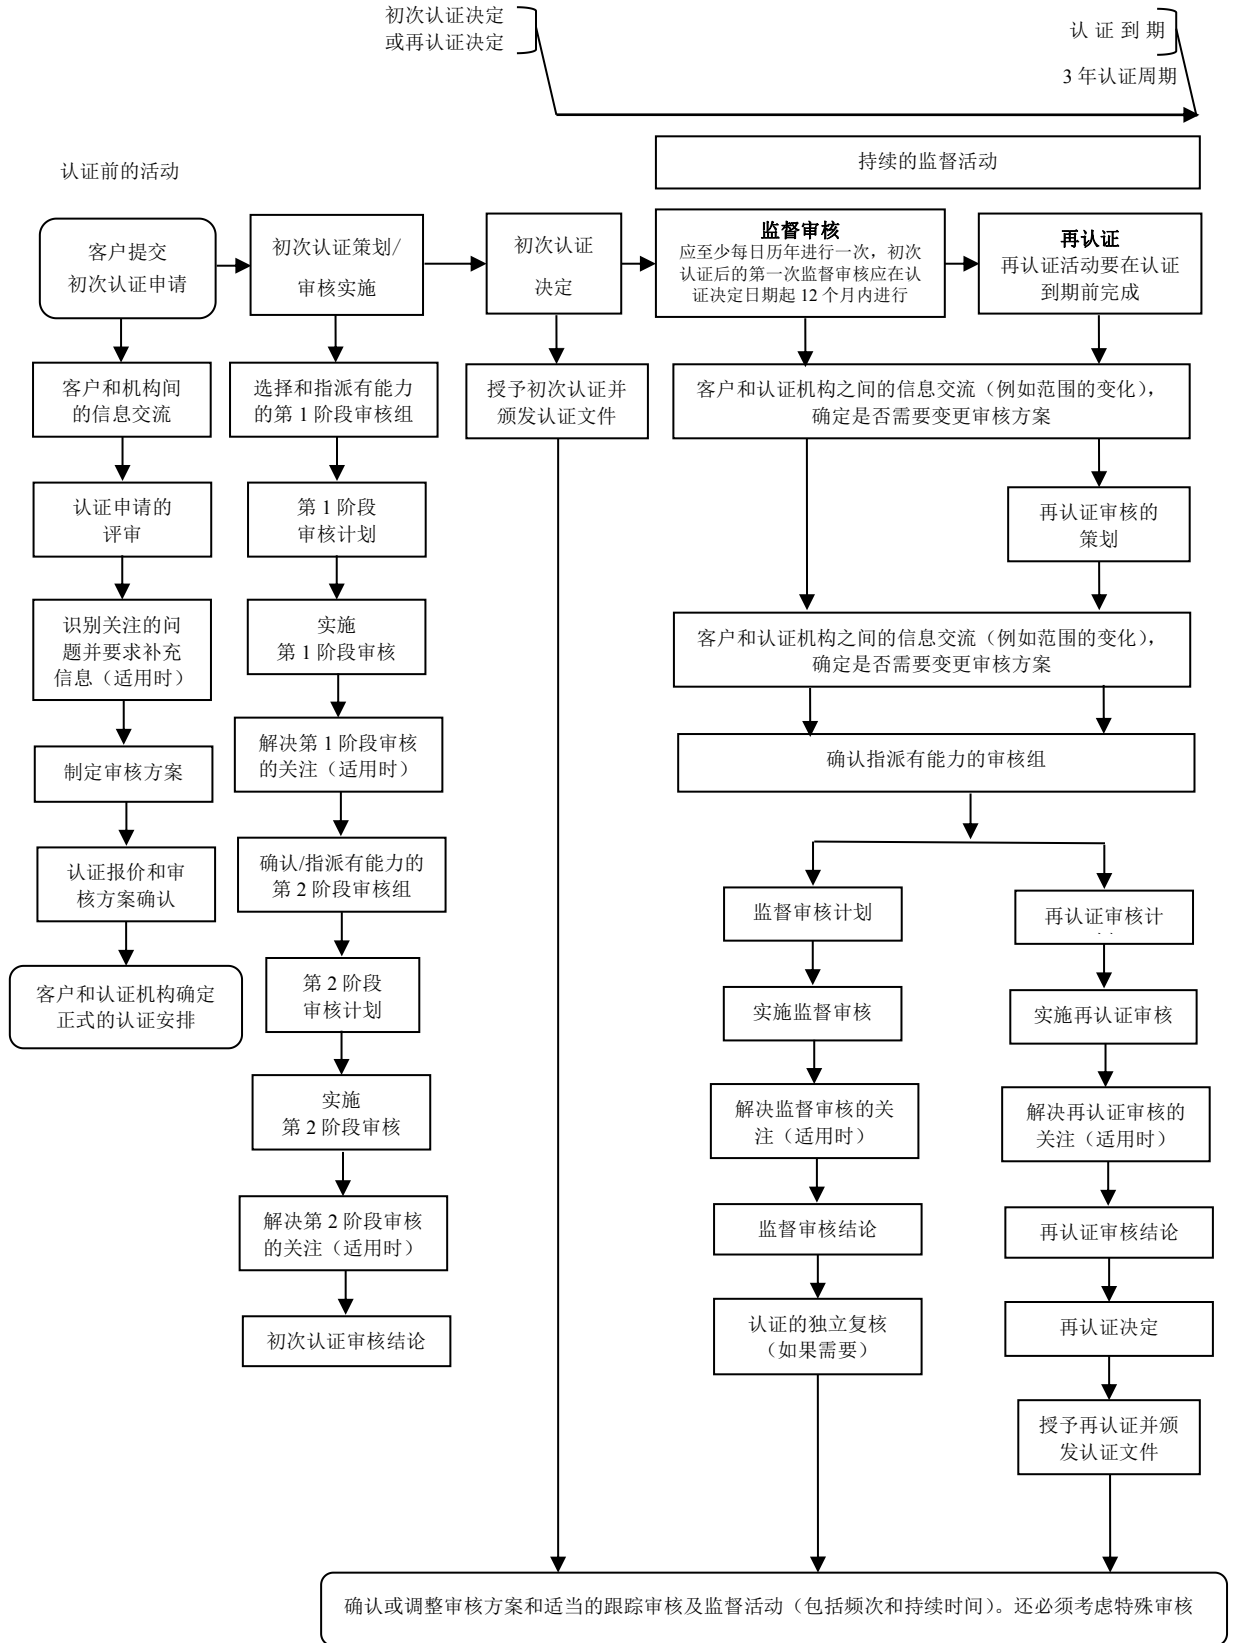 初次认证决定
或再认证决定
认 证 到 期
3 年认证周期
认证前的活动
持续的监督活动
客户提交
初次认证申请
初次认证策划/
审核实施
初次认证
决定
监督审核
应至少每日历年进行一次，初次
认证后的第一次监督审核应在认
证决定日期起 12 个月内进行
再认证
再认证活动要在认证
到期前完成
客户和机构间
的信息交流
选择和指派有能力
的第 1 阶段审核组
授予初次认证并
颁发认证文件
客户和认证机构之间的信息交流（例如范围的变化），
确定是否需要变更审核方案
认证申请的
评审
第 1 阶段
审核计划
再认证审核的
策划
识别关注的问
题并要求补充
信息（适用时）
实施
第 1 阶段审核
客户和认证机构之间的信息交流（例如范围的变化），
确定是否需要变更审核方案
制定审核方案
解决第 1 阶段审核
的关注（适用时）
确认指派有能力的审核组
认证报价和审
核方案确认
确认/指派有能力的
第 2 阶段审核组
监督审核计划
再认证审核计
客户和认证机构确定
正式的认证安排
第 2 阶段
审核计划
实施监督审核
实施再认证审核
实施
第 2 阶段审核
解决监督审核的关
注（适用时）
解决再认证审核的
关注（适用时）
解决第 2 阶段审核
的关注（适用时）
监督审核结论
再认证审核结论
初次认证审核结论
认证的独立复核
（如果需要）
再认证决定
授予再认证并颁
发认证文件
确认或调整审核方案和适当的跟踪审核及监督活动（包括频次和持续时间）。还必须考虑特殊审核